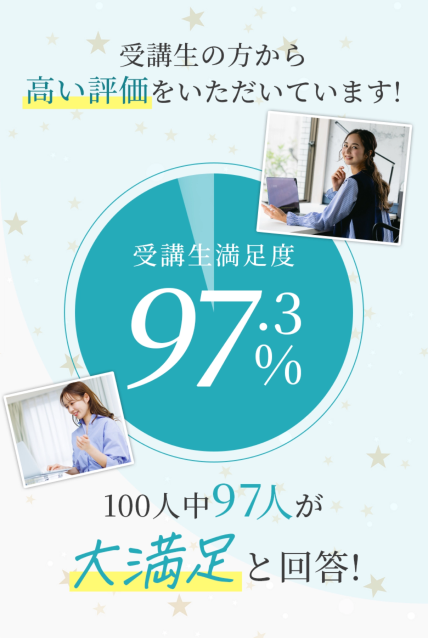 受講生の方から
高い評価をいただいています!
受講生満足度
97.3%
100人中97人が
大満足と回答!